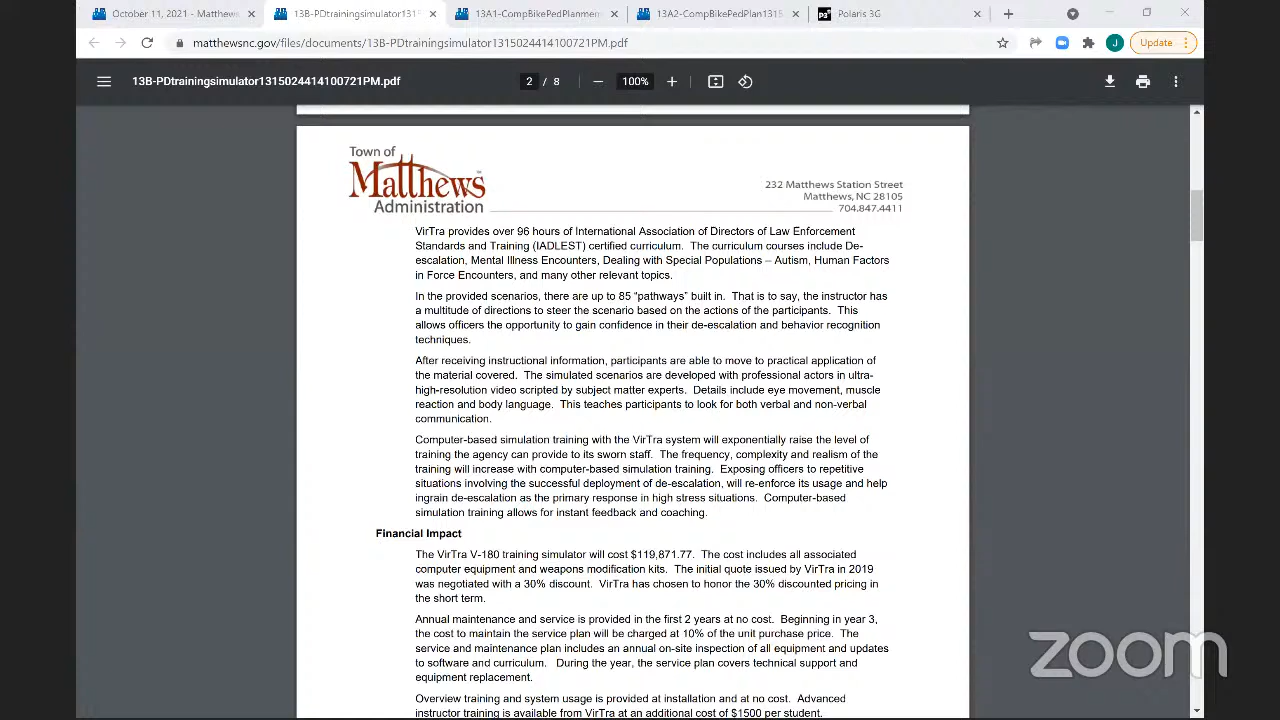 October 11, 2021 - Matthews
13B-PDtrainingsimulator1315
13A1-CompBikePedPlanmem
13A2-CompBikePedPlan1315
P3 Polaris 3G
matthewsnc.gov/files/documents/13B-PDtrainingsimulator1315024414100721PM.pdf
J
Update
13B-PDtrainingsimulator1315024414100721PM.pdf
2 / 8
100%
Town of
Matthews
Administration
232 Matthews Station Street
Matthews, NC 28105
704.847.4411
VirTra provides over 96 hours of International Association of Directors of Law Enforcement
Standards and Training (IADLEST) certified curriculum. The curriculum courses include De-
escalation, Mental Illness Encounters, Dealing with Special Populations – Autism, Human Factors
in Force Encounters, and many other relevant topics.
In the provided scenarios, there are up to 85 “pathways” built in. That is to say, the instructor has
a multitude of directions to steer the scenario based on the actions of the participants. This
allows officers the opportunity to gain confidence in their de-escalation and behavior recognition
techniques.
After receiving instructional information, participants are able to move to practical application of
the material covered. The simulated scenarios are developed with professional actors in ultra-
high-resolution video scripted by subject matter experts. Details include eye movement, muscle
reaction and body language. This teaches participants to look for both verbal and non-verbal
communication.
Computer-based simulation training with the VirTra system will exponentially raise the level of
training the agency can provide to its sworn staff. The frequency, complexity and realism of the
training will increase with computer-based simulation training. Exposing officers to repetitive
situations involving the successful deployment of de-escalation, will re-enforce its usage and help
ingrain de-escalation as the primary response in high stress situations. Computer-based
simulation training allows for instant feedback and coaching.
Financial Impact
The VirTra V-180 training simulator will cost $119,871.77. The cost includes all associated
computer equipment and weapons modification kits. The initial quote issued by VirTra in 2019
was negotiated with a 30% discount. VirTra has chosen to honor the 30% discounted pricing in
the short term.
Annual maintenance and service is provided in the first 2 years at no cost. Beginning in year 3,
the cost to maintain the service plan will be charged at 10% of the unit purchase price. The
service and maintenance plan includes an annual on-site inspection of all equipment and updates
to software and curriculum. During the year, the service plan covers technical support and
equipment replacement.
Overview training and system usage is provided at installation and at no cost. Advanced
instructor training is available from VirTra at an additional cost of $1500 per student.
zoom